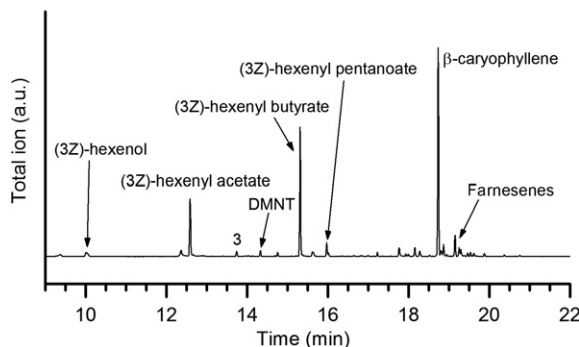 β-caryophyllene
(3Z)-hexenyl pentanoate
(3Z)-hexenyl butyrate
(3Z)-hexenol
(3Z)-hexenyl acetate
DMNT
Farnesenes
3
Total ion (a.u.)
10 12 14 16 18 20 22
Time (min)